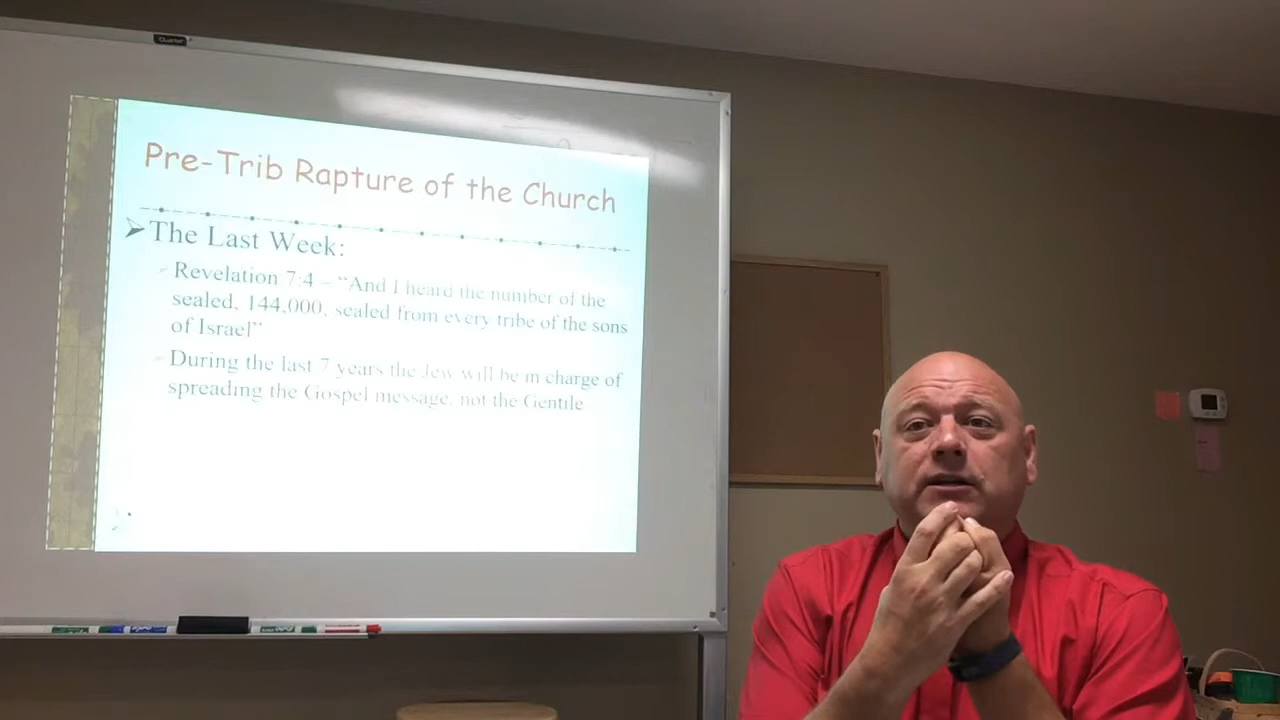 Quartet
Pre-Trib Rapture of the Church
The Last Week:
Revelation 7:4 – “And I heard the number of the
sealed, 144,000, sealed from every tribe of the sons
of Israel”
During the last 7 years the Jew will be in charge of
spreading the Gospel message, not the Gentile